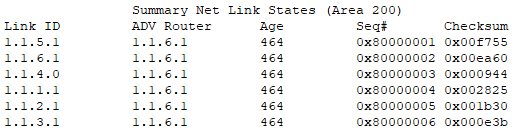 Summary Net Link States (Area 200)
Link ID ADV Router Age Seq# Checksum
1.1.5.1 1.1.6.1 464 0x80000001 0x00f755
1.1.6.1 1.1.6.1 464 0x80000002 0x00ea60
1.1.4.0 1.1.6.1 464 0x80000003 0x000944
1.1.1.1 1.1.6.1 464 0x80000004 0x002825
1.1.2.1 1.1.6.1 464 0x80000005 0x001b30
1.1.3.1 1.1.6.1 464 0x80000006 0x000e3b